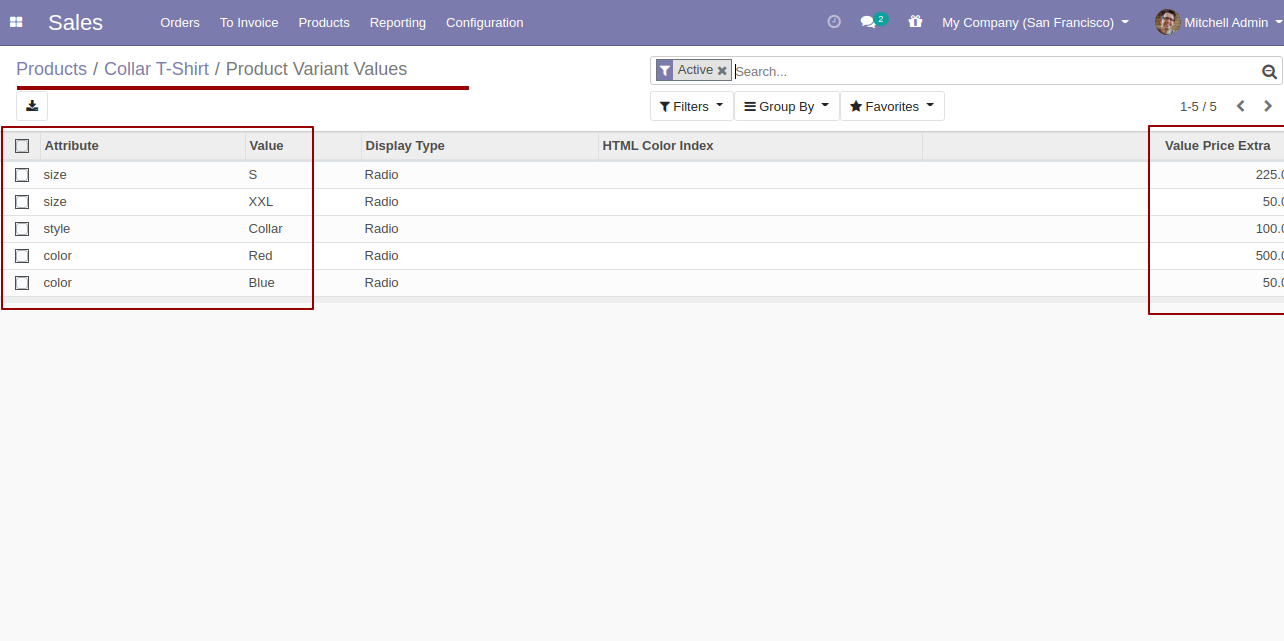 Sales Orders To Invoice Products Reporting Configuration 2 My Company (San Francisco) Mitchell Admin
Products / Collar T-Shirt / Product Variant Values
Active Search...
Filters Group By Favorites 1-5 / 5
Attribute Value Display Type HTML Color Index Value Price Extra
size S Radio 225.0
size XXL Radio 50.0
style Collar Radio 100.0
color Red Radio 500.0
color Blue Radio 50.0